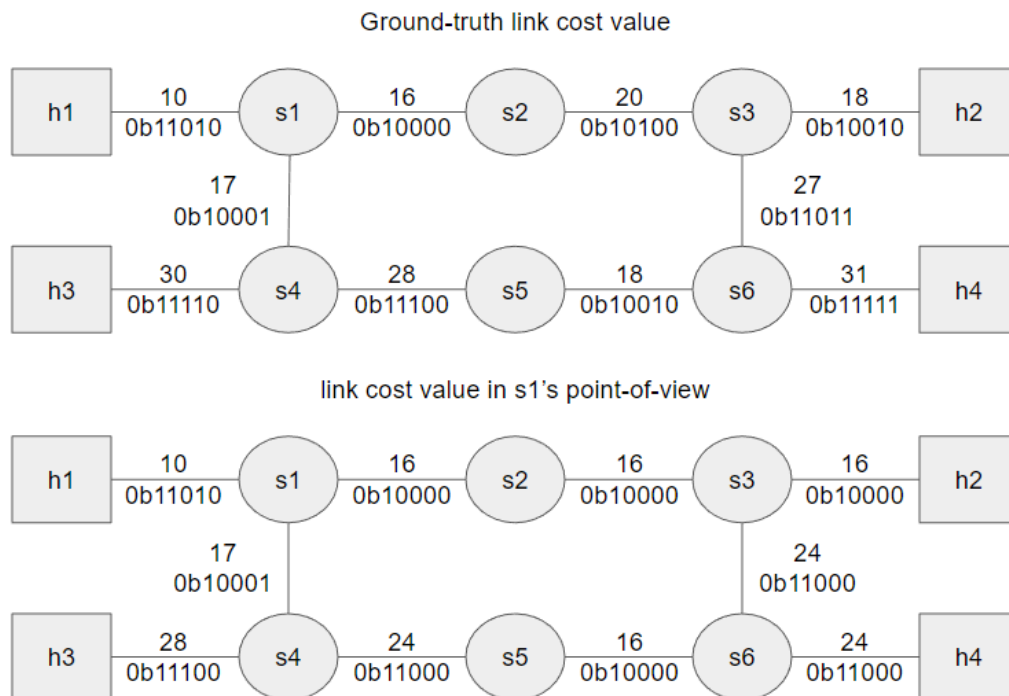 Ground-truth link cost value
h1
10
0b11010
s1
16
0b10000
s2
20
0b10100
s3
18
0b10010
h2
17
0b10001
27
0b11011
h3
30
0b11110
s4
28
0b11100
s5
18
0b10010
s6
31
0b11111
h4
link cost value in s1's point-of-view
h1
10
0b11010
s1
16
0b10000
s2
16
0b10000
s3
16
0b10000
h2
17
0b10001
24
0b11000
h3
28
0b11100
s4
24
0b11000
s5
16
0b10000
s6
24
0b11000
h4